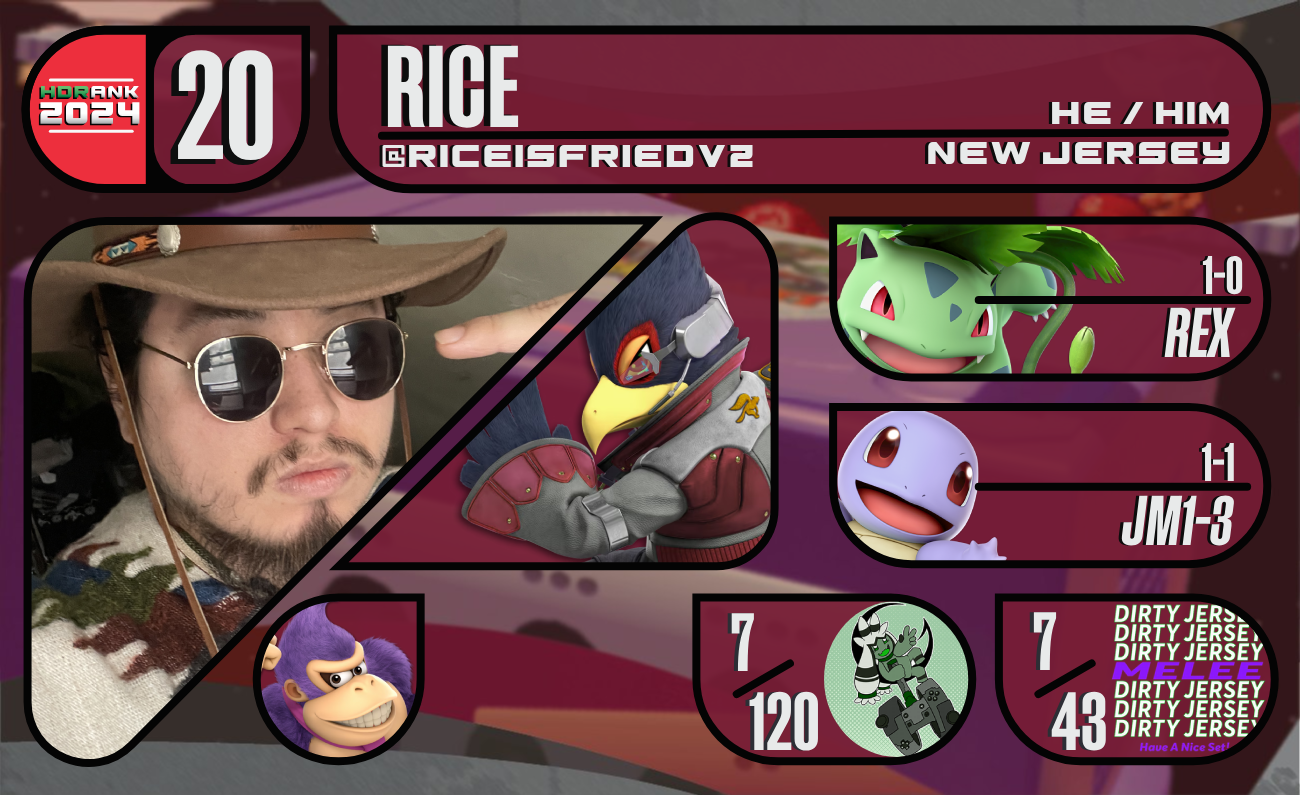 HDRANK
2024
20
RICE
HE / HIM
@RICEISFRIEDV2
NEW JERSEY
1-0
REX
1-1
JM1-3
7
120
7
43
DIRTY JERSEY
DIRTY JERSEY
DIRTY JERSEY
MELEE
DIRTY JERSEY
DIRTY JERSEY
DIRTY JERSEY
Have A Nice Set!